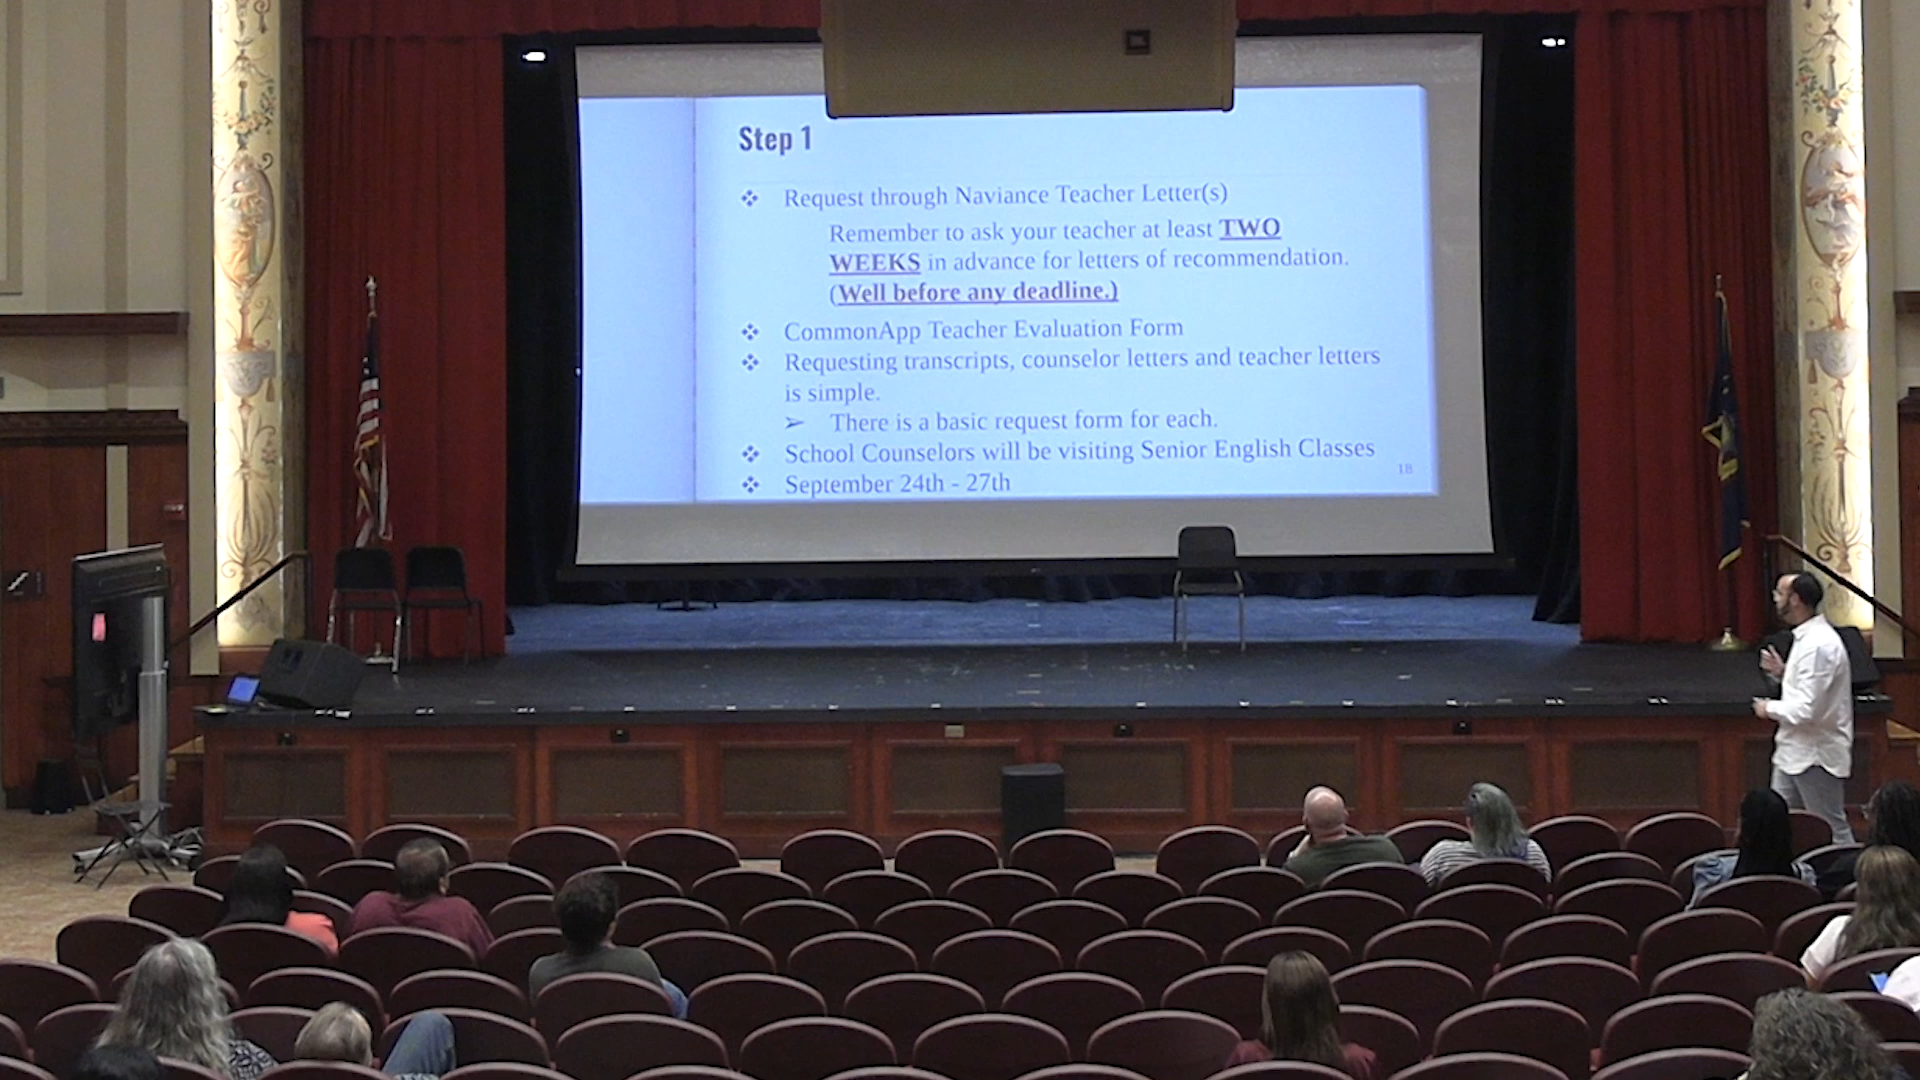 Step 1
❖ Request through Naviance Teacher Letter(s)
Remember to ask your teacher at least TWO
WEEKS in advance for letters of recommendation.
(Well before any deadline.)
❖ CommonApp Teacher Evaluation Form
❖ Requesting transcripts, counselor letters and teacher letters
is simple.
➢ There is a basic request form for each.
❖ School Counselors will be visiting Senior English Classes
❖ September 24th - 27th
18